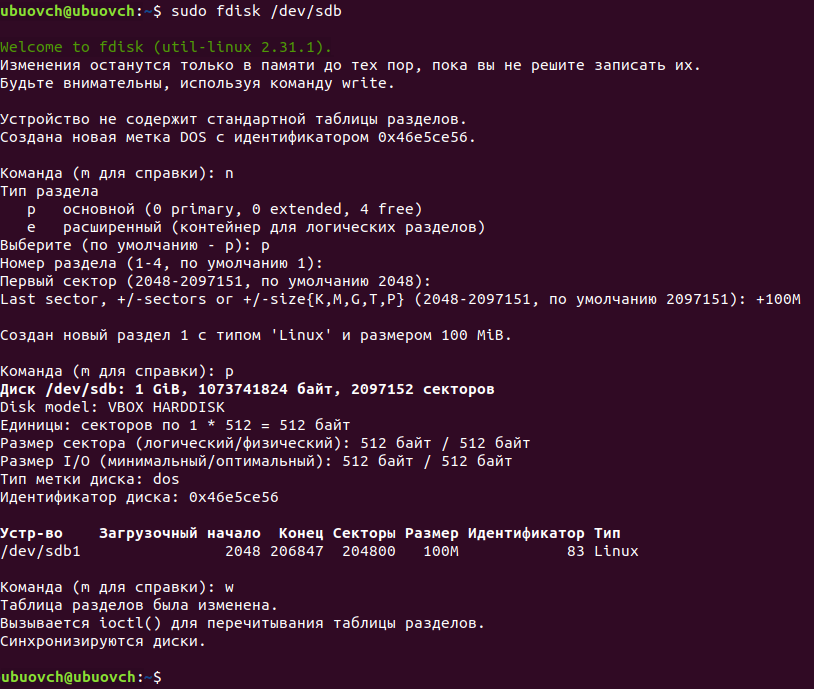 ubuovch@ubuovch:~$ sudo fdisk /dev/sdb
Welcome to fdisk (util-linux 2.31.1).
Изменения останутся только в памяти до тех пор, пока вы не решите записать их.
Будьте внимательны, используя команду write.
Устройство не содержит стандартной таблицы разделов.
Создана новая метка DOS с идентификатором 0x46e5ce56.
Команда (m для справки): n
Тип раздела
p основной (0 primary, 0 extended, 4 free)
e расширенный (контейнер для логических разделов)
Выберите (по умолчанию - p): p
Номер раздела (1-4, по умолчанию 1):
Первый сектор (2048-2097151, по умолчанию 2048):
Last sector, +/-sectors or +/-size{K,M,G,T,P} (2048-2097151, по умолчанию 2097151): +100M
Создан новый раздел 1 с типом 'Linux' и размером 100 MiB.
Команда (m для справки): p
Диск /dev/sdb: 1 GiB, 1073741824 байт, 2097152 секторов
Disk model: VBOX HARDDISK
Единицы: секторов по 1 * 512 = 512 байт
Размер сектора (логический/физический): 512 байт / 512 байт
Размер I/O (минимальный/оптимальный): 512 байт / 512 байт
Тип метки диска: dos
Идентификатор диска: 0x46e5ce56
Устр-во Загрузочный начало Конец Секторы Размер Идентификатор Тип
/dev/sdb1 2048 206847 204800 100M 83 Linux
Команда (m для справки): w
Таблица разделов была изменена.
Вызывается ioctl() для перечитывания таблицы разделов.
Синхронизируются диски.
ubuovch@ubuovch:~$